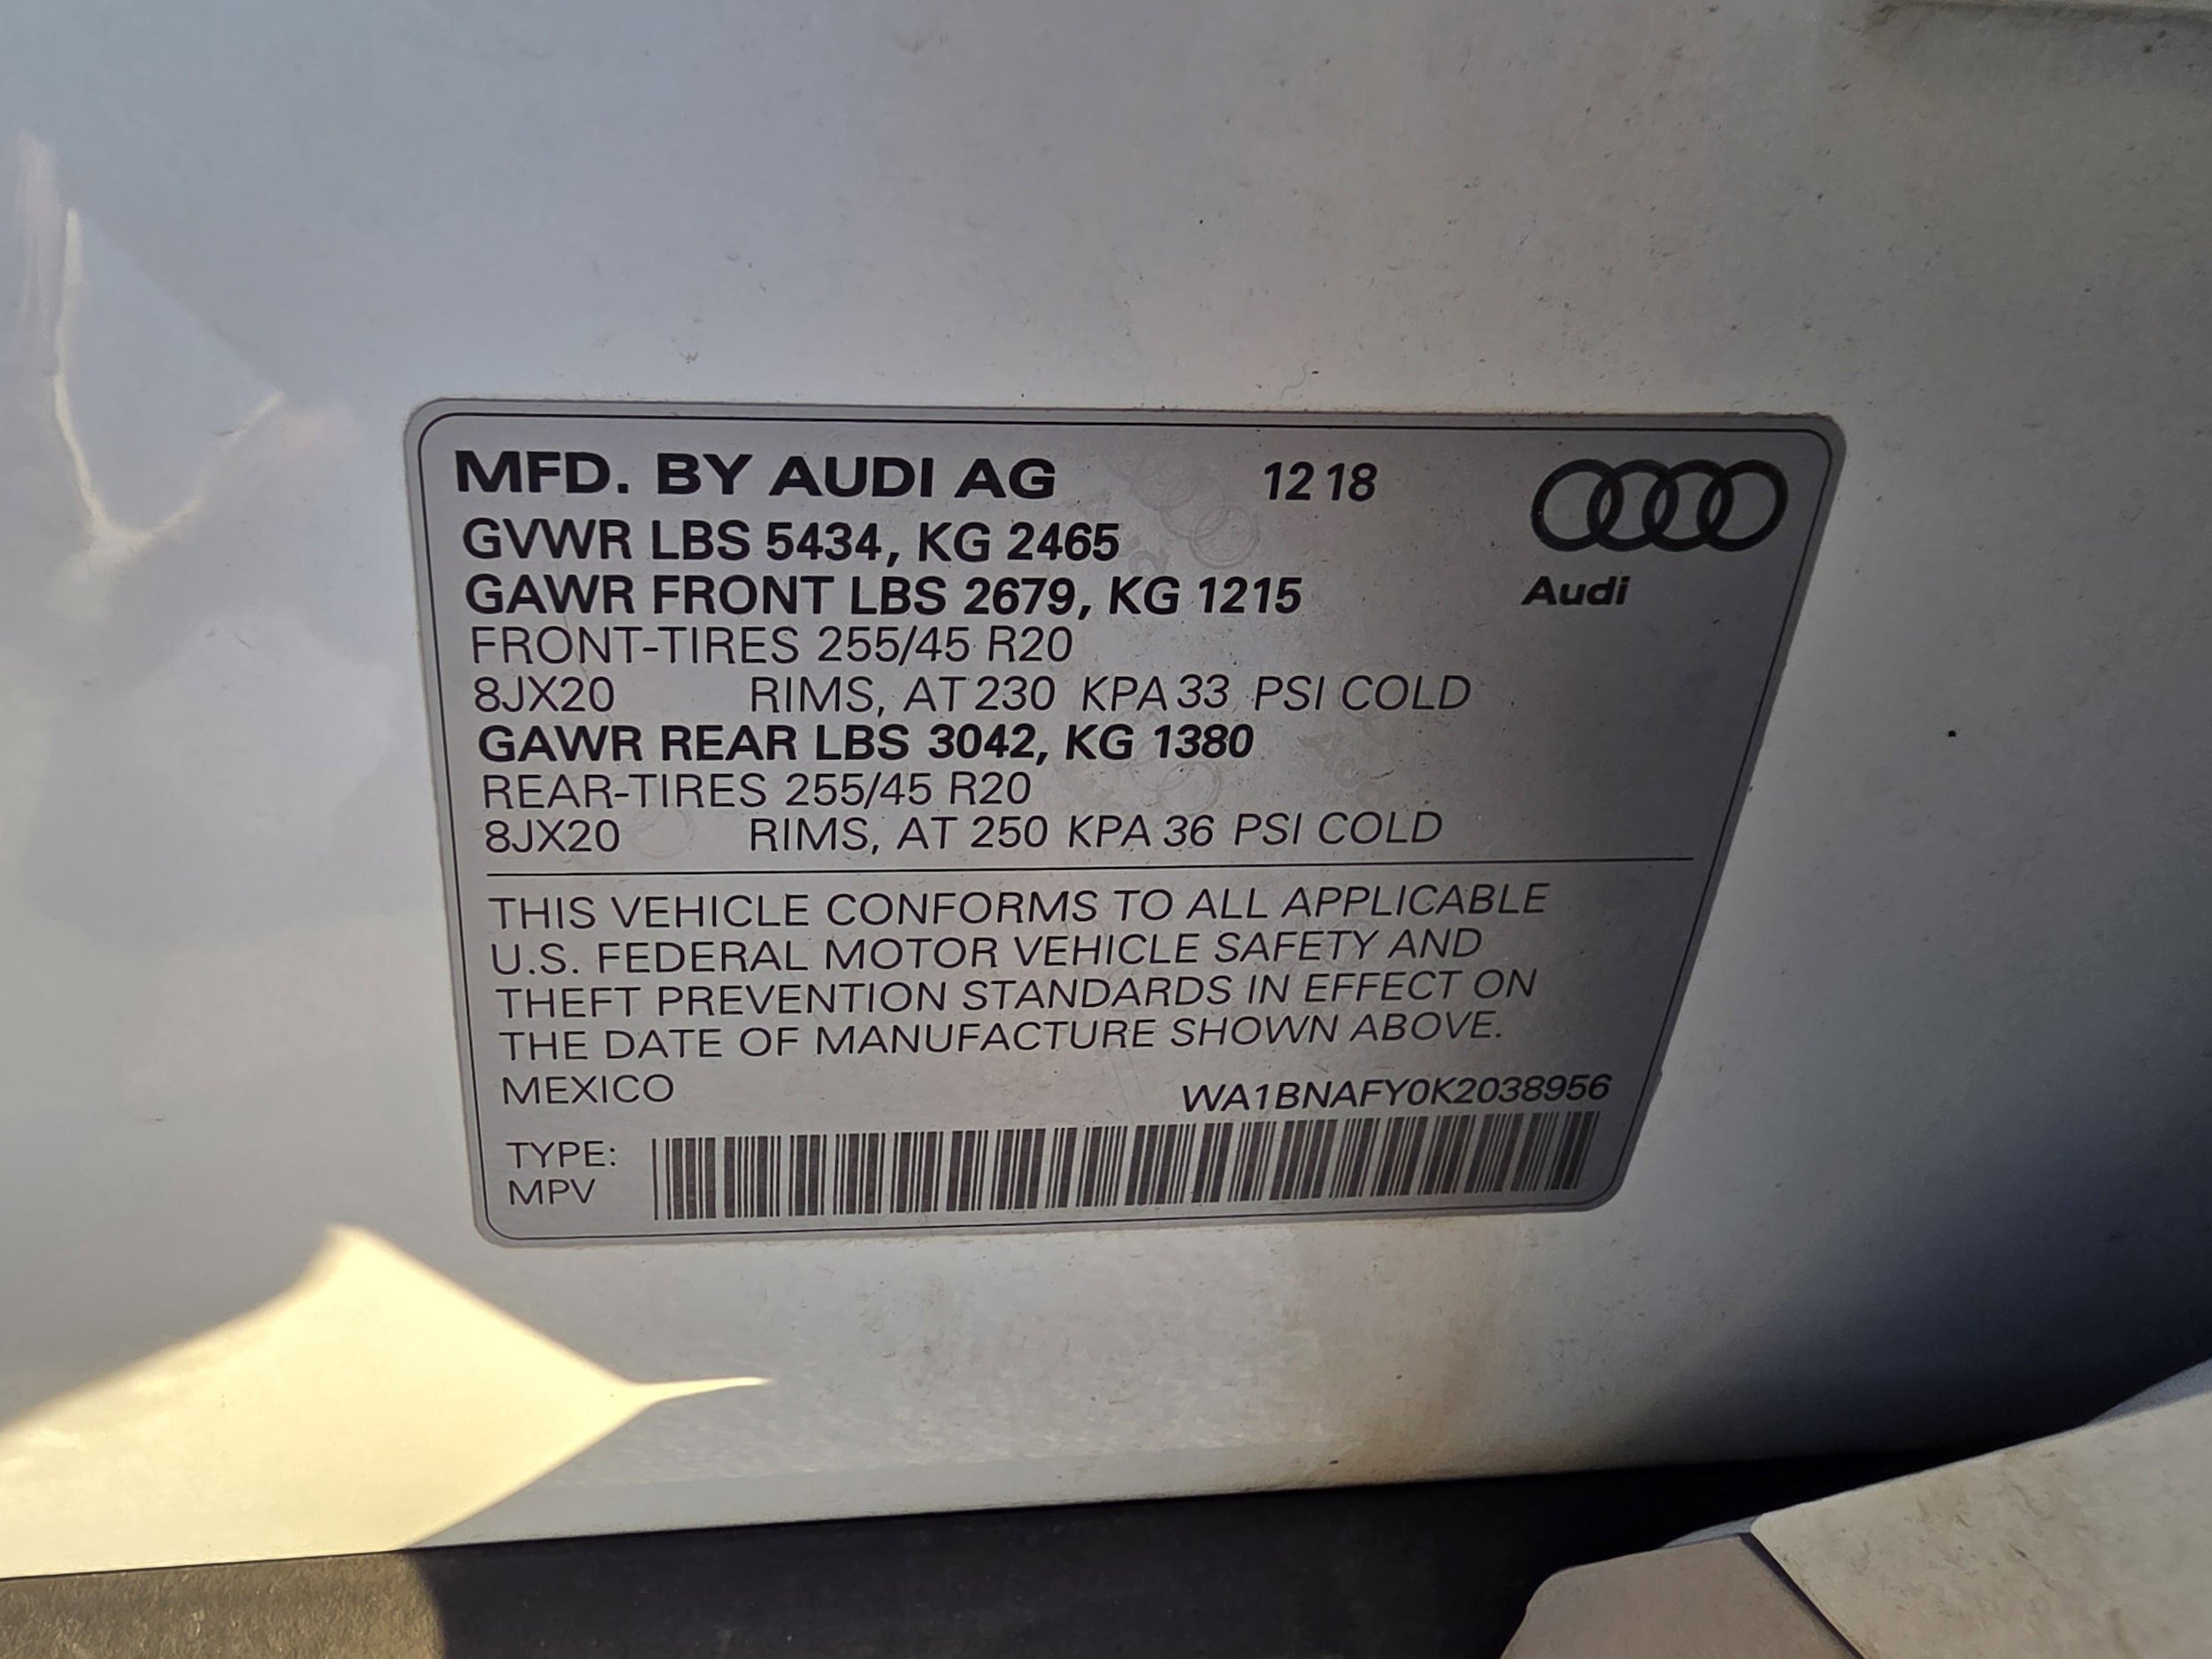 MFD. BY AUDI AG 12 18
GVWR LBS 5434, KG 2465
GAWR FRONT LBS 2679, KG 1215
Audi
FRONT-TIRES 255/45 R20
8JX20 RIMS, AT 230 KPA 33 PSI COLD
GAWR REAR LBS 3042, KG 1380
REAR-TIRES 255/45 R20
8JX20 RIMS, AT 250 KPA 36 PSI COLD
THIS VEHICLE CONFORMS TO ALL APPLICABLE
U.S. FEDERAL MOTOR VEHICLE SAFETY AND
THEFT PREVENTION STANDARDS IN EFFECT ON
THE DATE OF MANUFACTURE SHOWN ABOVE.
MEXICO WA1BNAFY0K2038956
TYPE:
MPV